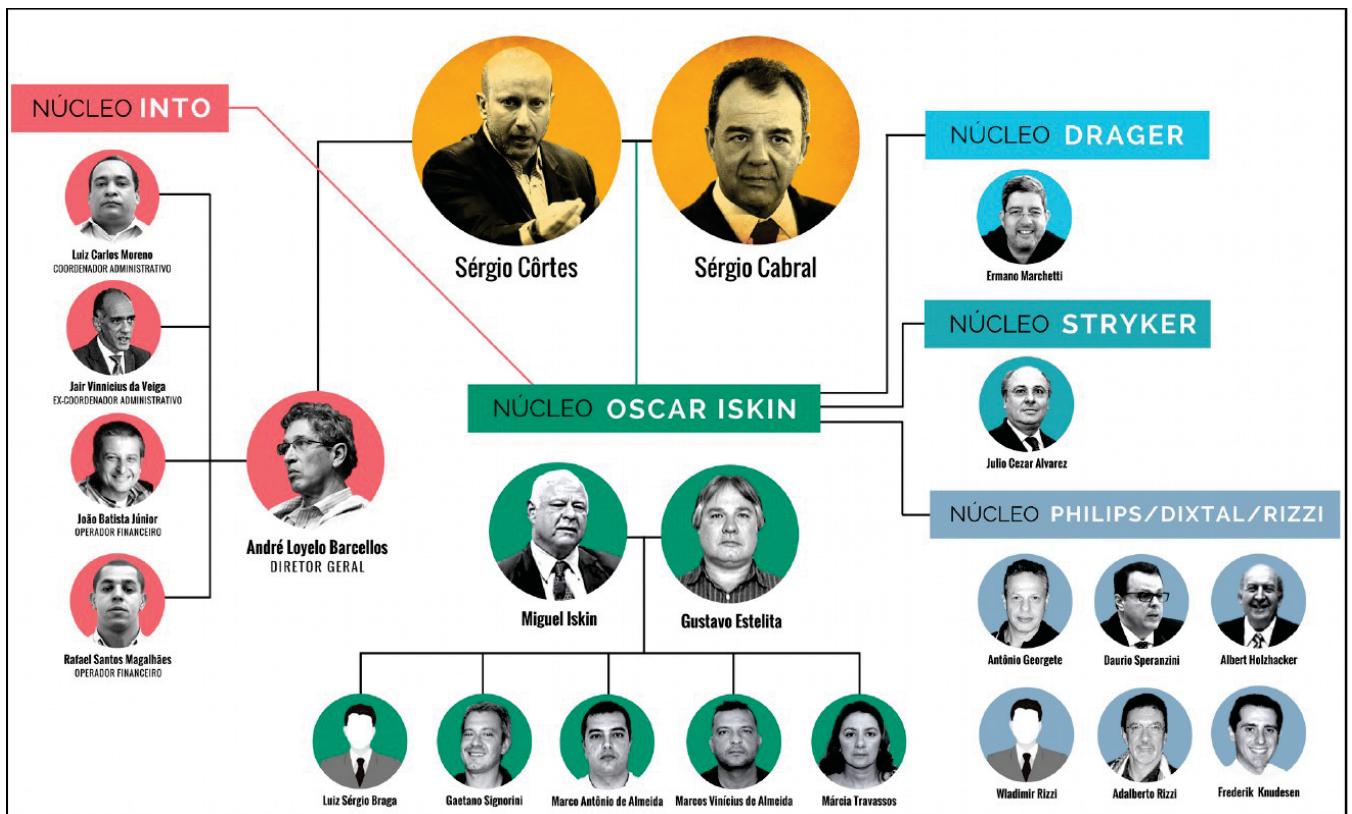 NÚCLEO INTO
Luiz Carlos Moreno
COORDENADOR ADMINISTRATIVO
Jair Vinnicius da Veiga
EX-COORDENADOR ADMINISTRATIVO
João Batista Júnior
OPERADOR FINANCEIRO
Rafael Santos Magalhães
OPERADOR FINANCEIRO
André Loyelo Barcellos
DIRETOR GERAL
Sérgio Côrtes
Sérgio Cabral
NÚCLEO OSCAR ISKIN
Miguel Iskin
Gustavo Estelita
Luiz Sérgio Braga
Gaetano Signorini
Marco Antônio de Almeida
Marcos Vinícius de Almeida
Márcia Travassos
NÚCLEO DRAGER
Ermano Marchetti
NÚCLEO STRYKER
Julio Cezar Alvarez
NÚCLEO PHILIPS/DIXTAL/RIZZI
Antônio Georgete
Daurio Speranzini
Albert Holzhacker
Wladimir Rizzi
Adalberto Rizzi
Frederik Knudesen